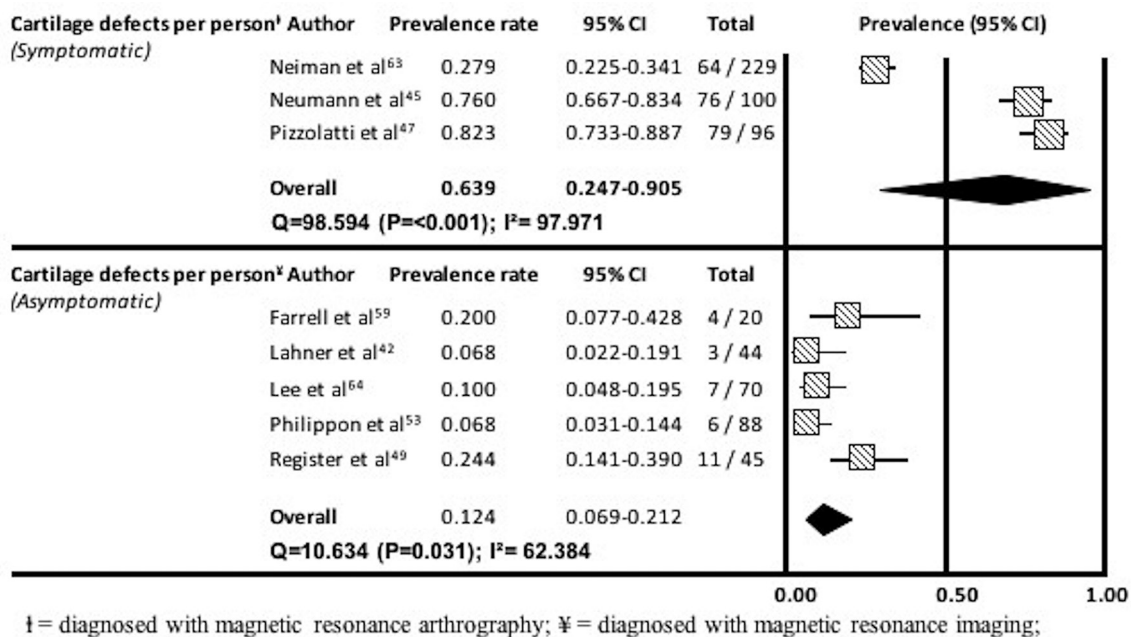 Cartilage defects per personƚ Author Prevalence rate 95% CI Total Prevalence (95% CI)
(Symptomatic)
Neiman et al⁶³ 0.279 0.225-0.341 64 / 229
Neumann et al⁴⁵ 0.760 0.667-0.834 76 / 100
Pizzolatti et al⁴⁷ 0.823 0.733-0.887 79 / 96
Overall 0.639 0.247-0.905
Q=98.594 (P=<0.001); I²= 97.971
Cartilage defects per person¥ Author Prevalence rate 95% CI Total
(Asymptomatic)
Farrell et al⁵⁹ 0.200 0.077-0.428 4 / 20
Lahner et al⁴² 0.068 0.022-0.191 3 / 44
Lee et al⁶⁴ 0.100 0.048-0.195 7 / 70
Philippon et al⁵³ 0.068 0.031-0.144 6 / 88
Register et al⁴⁹ 0.244 0.141-0.390 11 / 45
Overall 0.124 0.069-0.212
Q=10.634 (P=0.031); I²= 62.384
0.00 0.50 1.00
ƚ = diagnosed with magnetic resonance arthrography; ¥ = diagnosed with magnetic resonance imaging;